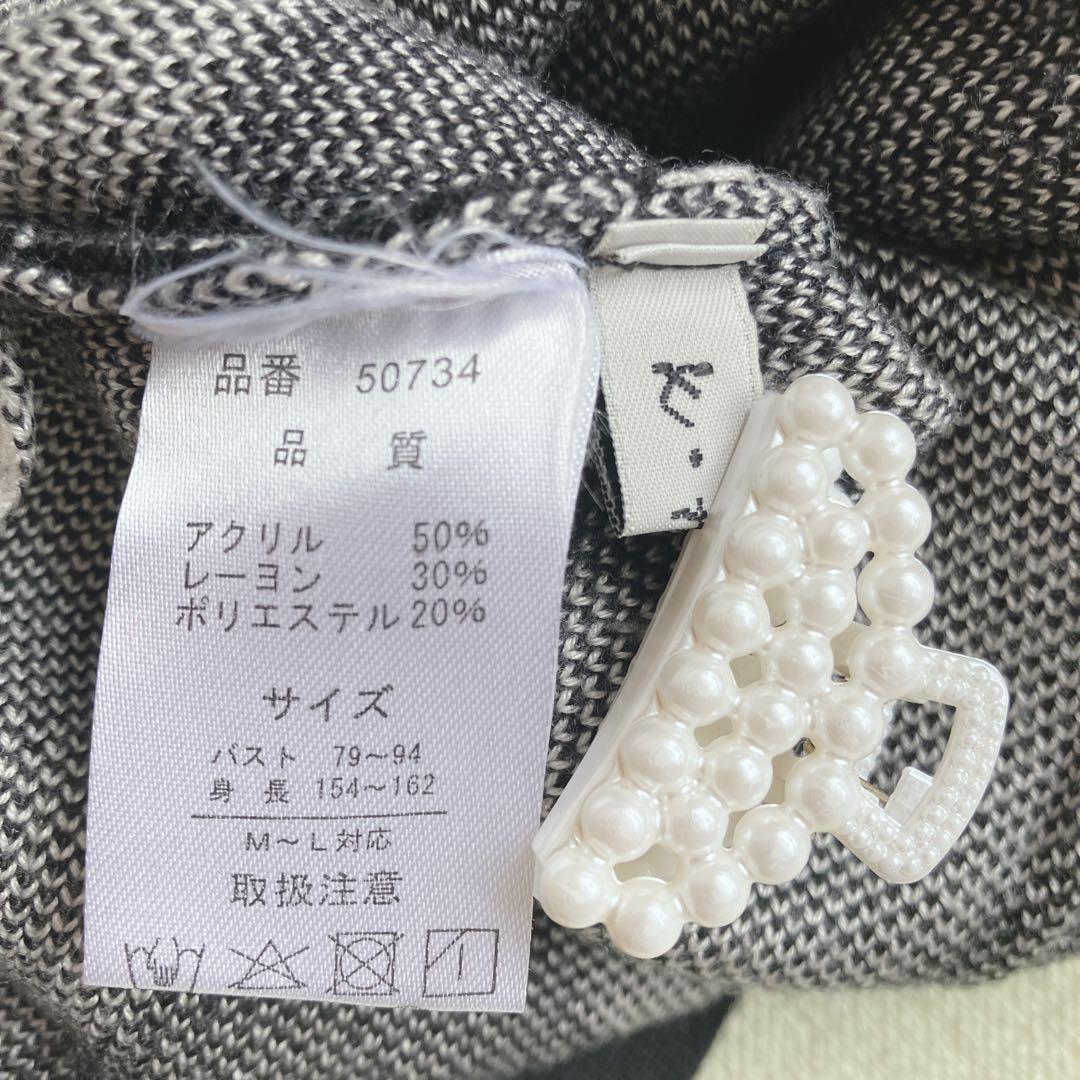 品番 50734
品 質
アクリル 50%
レーヨン 30%
ポリエステル 20%
サイズ
バスト 79～94
身 長 154～162
M～L対応
取扱注意